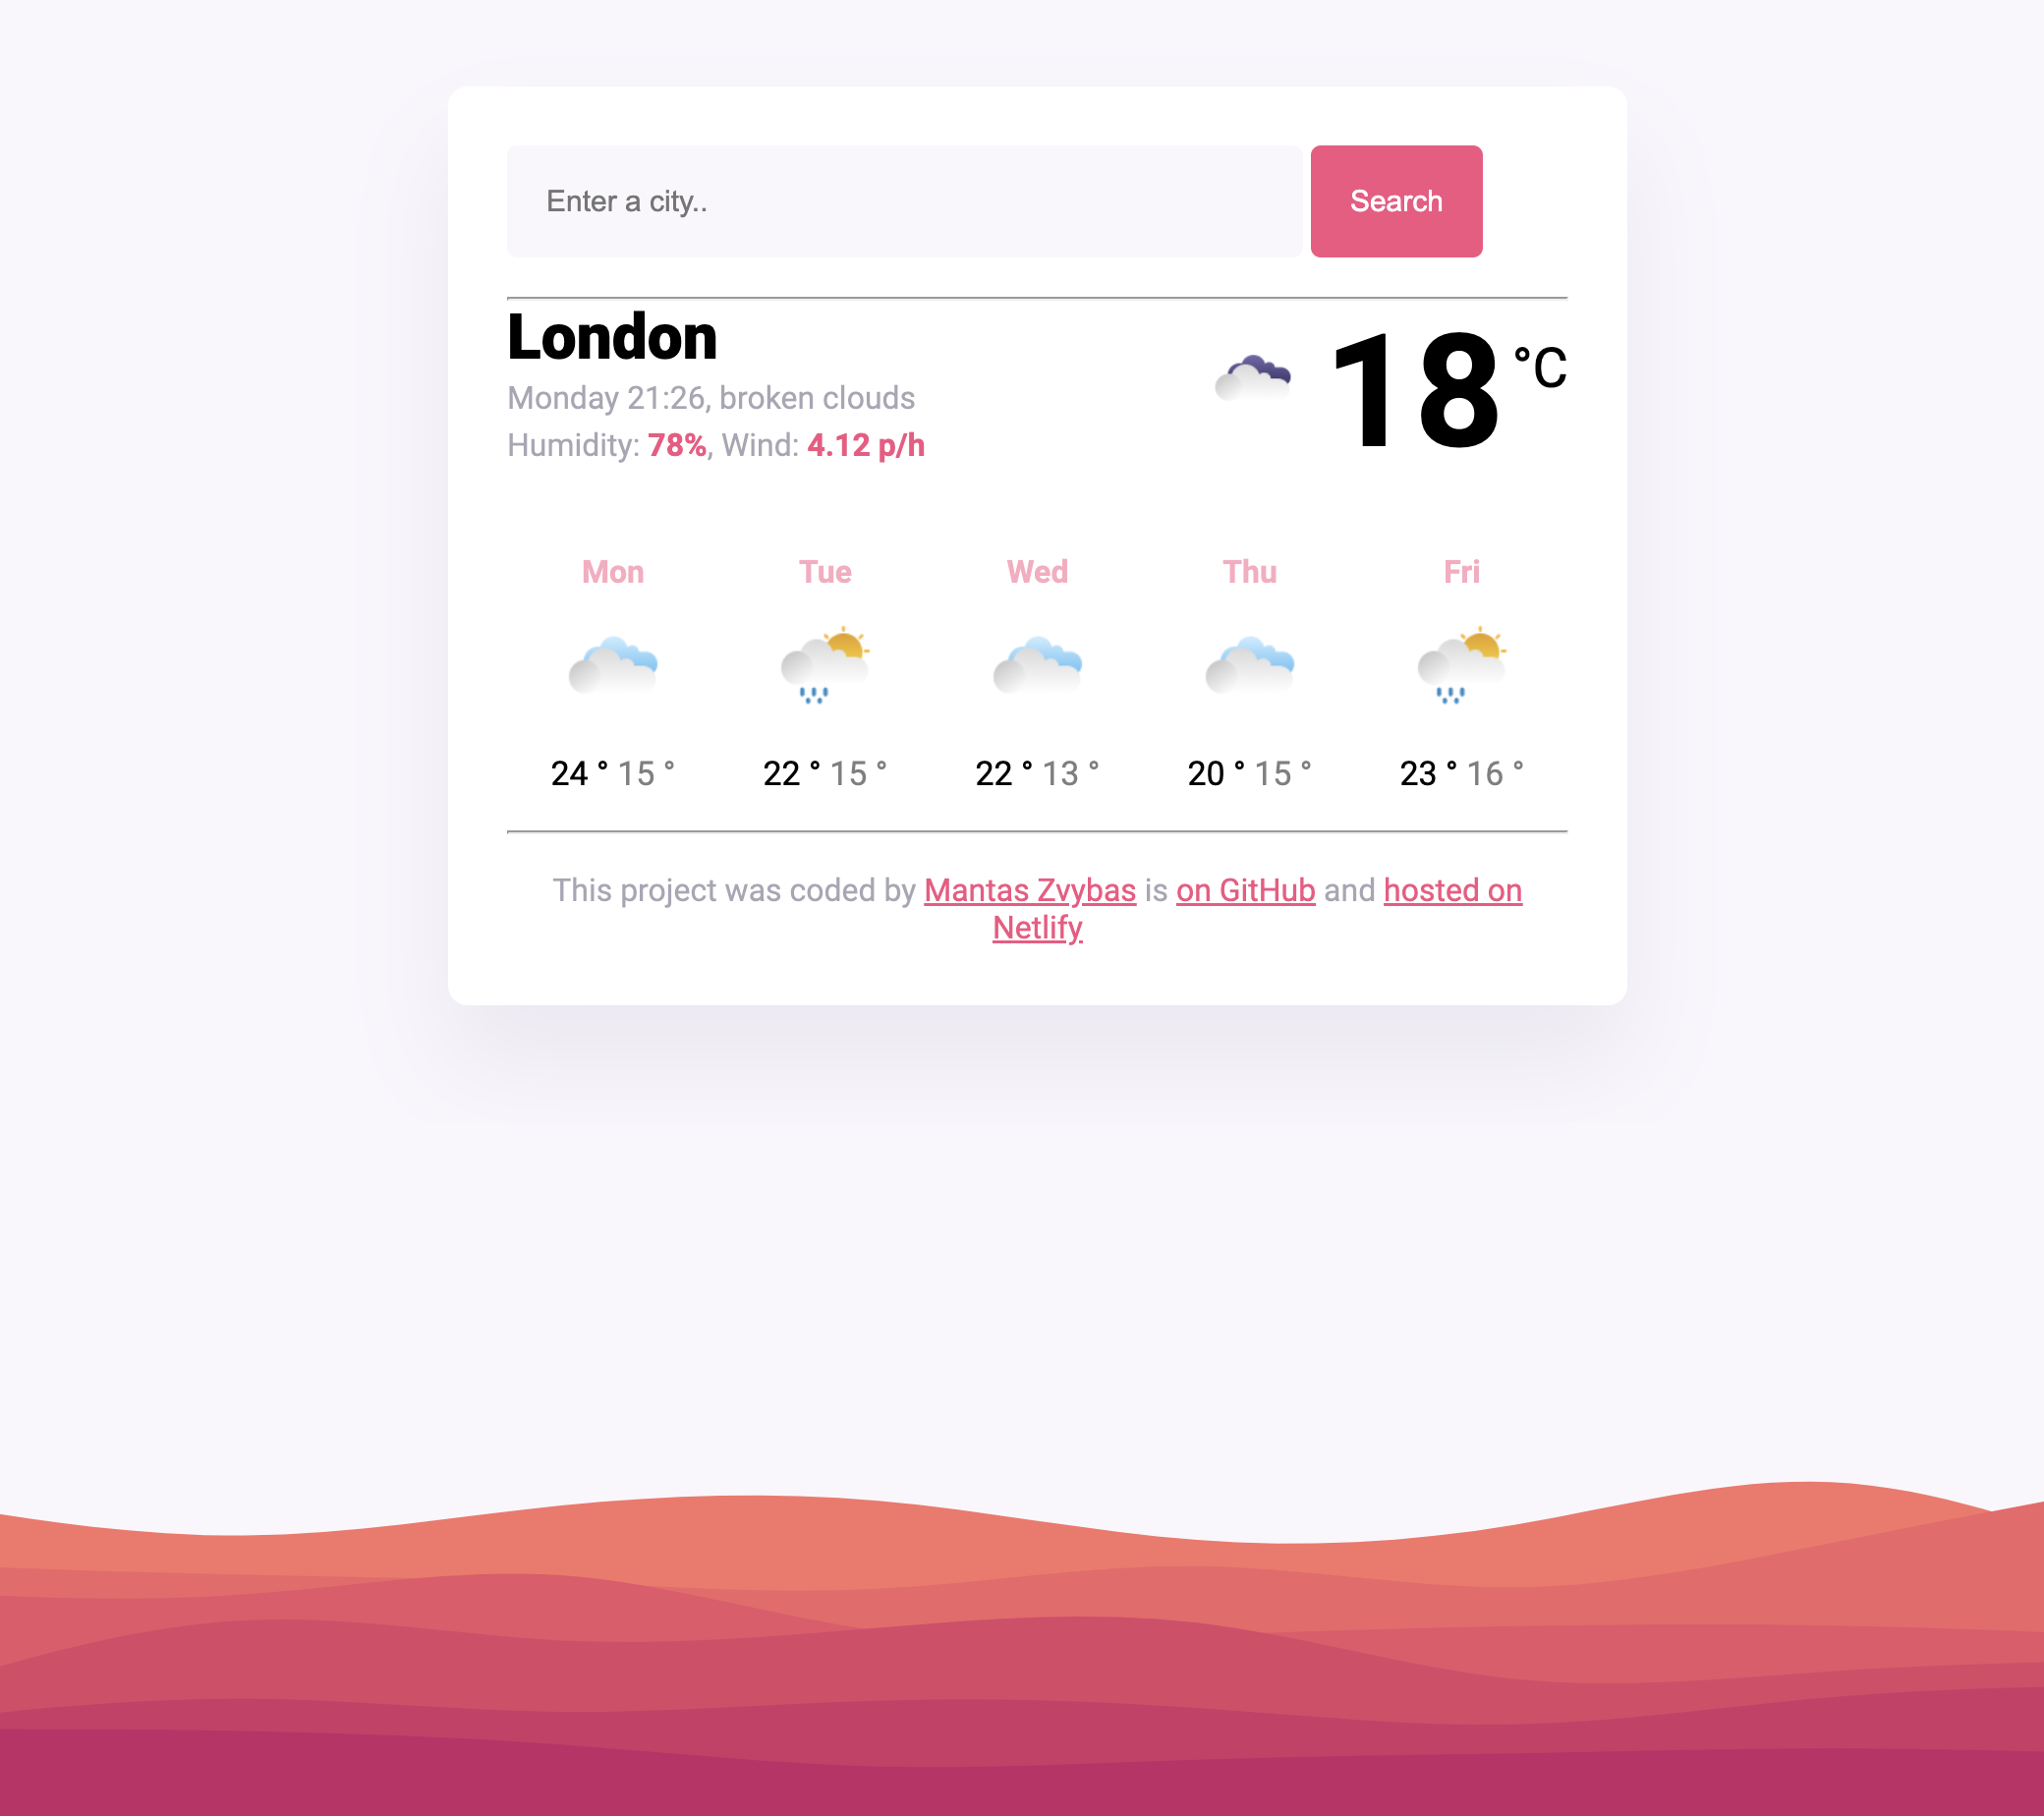 Enter a city..
Search
London
Monday 21:26, broken clouds
Humidity: 78%, Wind: 4.12 p/h
18 °C
Mon Tue Wed Thu Fri
24 ° 15 ° 22 ° 15 ° 22 ° 13 ° 20 ° 15 ° 23 ° 16 °
This project was coded by Mantas Zvybas is on GitHub and hosted on
Netlify